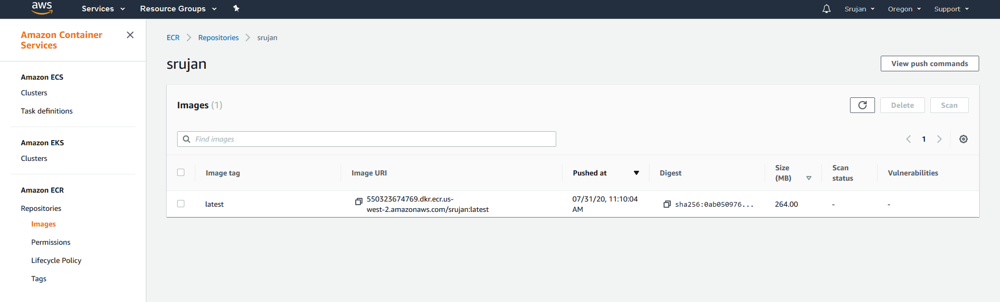 aws
Services
Resource Groups
Srujan
Oregon
Support
Amazon Container
Services
Amazon ECS
Clusters
Task definitions
Amazon EKS
Clusters
Amazon ECR
Repositories
Images
Permissions
Lifecycle Policy
Tags
ECR
Repositories
srujan
srujan
View push commands
Images (1)
Delete
Scan
Find images
1
Image tag
Image URI
Pushed at
Digest
Size
(MB)
Scan
status
Vulnerabilities
latest
550323674769.dkr.ecr.us-
west-2.amazonaws.com/srujan:latest
07/31/20, 11:10:04
AM
sha256:0ab050976...
264.00
-
-